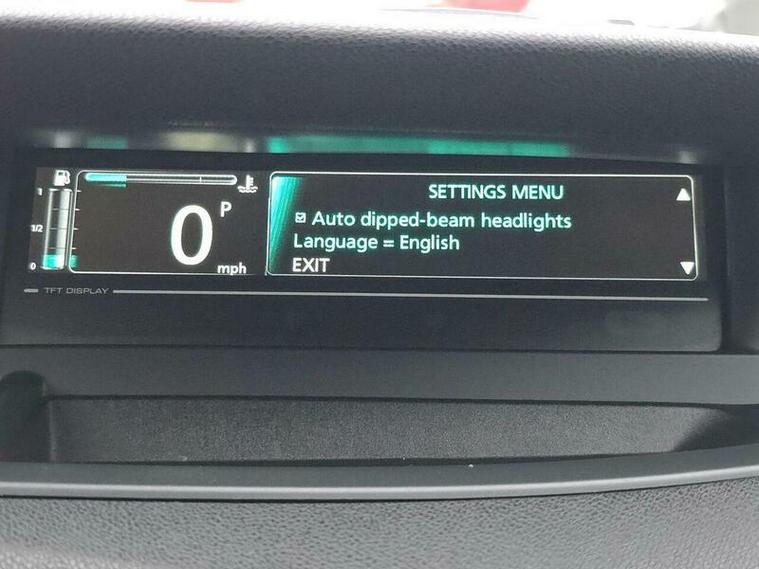 SETTINGS MENU
Auto dipped-beam headlights
Language = English
EXIT
1
1/2
0
0
P
mph
TFT DISPLAY